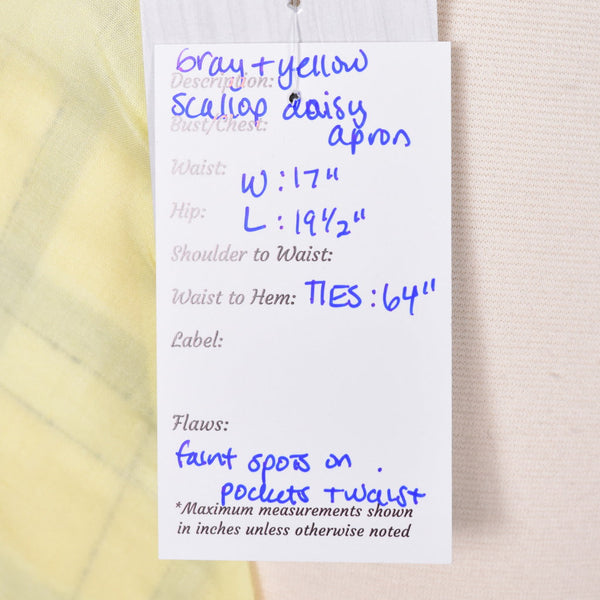 Gray + yellow
Description:
Scallop daisy
Bust/Chest:
apron
Waist:
W : 17"
Hip:
L : 19 1/2"
Shoulder to Waist:
Waist to Hem: TIES : 64"
Label:
Flaws:
faint spots on .
pockets + waist
*Maximum measurements shown
in inches unless otherwise noted